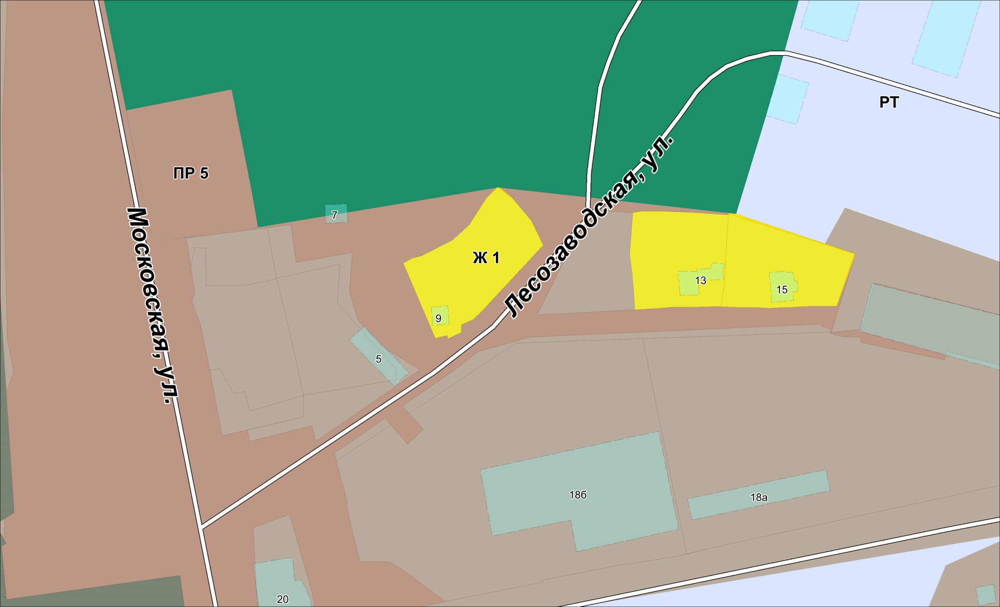 РТ
ПР 5
Лесозаводская, ул.
Московская, ул.
7
Ж 1
13
15
9
5
18б
18а
20